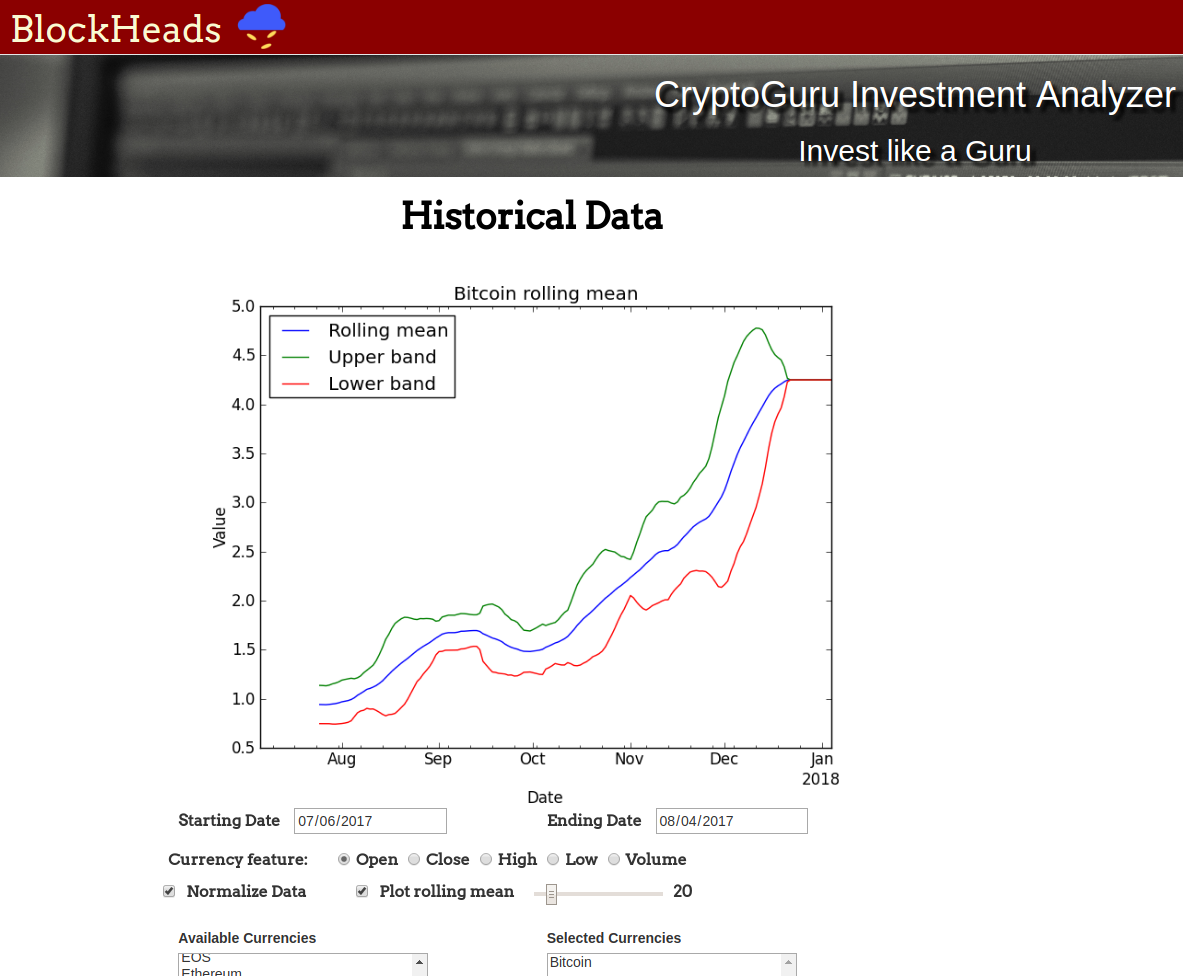 BlockHeads
CryptoGuru Investment Analyzer
Invest like a Guru
Historical Data
Bitcoin rolling mean
Rolling mean
Upper band
Lower band
5.0
4.5
4.0
3.5
3.0
2.5
2.0
1.5
1.0
0.5
Value
Aug Sep Oct Nov Dec Jan
2018
Date
Starting Date 07/06/2017 Ending Date 08/04/2017
Currency feature: Open Close High Low Volume
Normalize Data Plot rolling mean 20
Available Currencies Selected Currencies
EOS Bitcoin
Ethereum